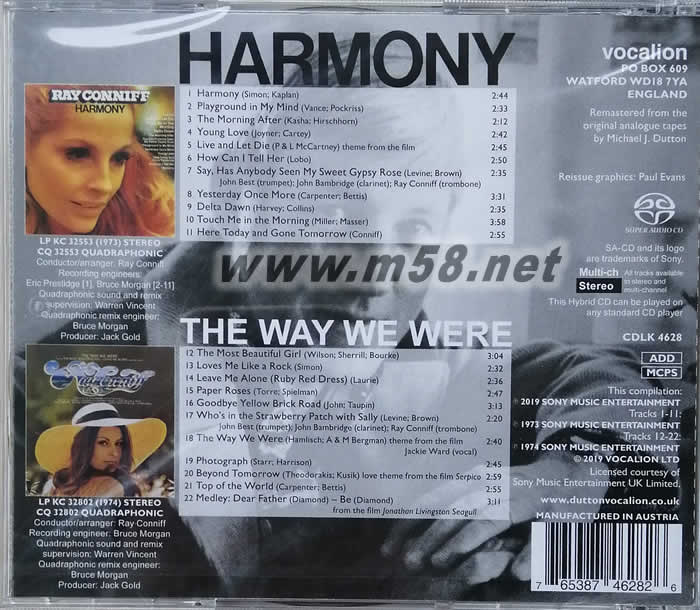 HARMONY
vocalion
PO BOX 609
WATFORD WD18 7YA
ENGLAND
Remastered from the
original analogue tapes
by Michael J. Dutton
Reissue graphics: Paul Evans
SUPER AUDIO CD
SA-CD and its logo
are trademarks of Sony.
Multi-ch
Stereo
All tracks available
in stereo and
multi-channel
This Hybrid CD can be played on
any standard CD player
CDLK 4628
RAY CONNIFF
HARMONY
1 Harmony (Simon; Kaplan) 2:44
2 Playground in My Mind (Vance; Pockriss) 2:33
3 The Morning After (Kasha; Hirschhorn) 2:12
4 Young Love (Joyner; Cartey) 2:42
5 Live and Let Die (P & L McCartney) theme from the film 2:45
6 How Can I Tell Her (Lobo) 2:50
7 Say, Has Anybody Seen My Sweet Gypsy Rose (Levine; Brown) 2:35
John Best (trumpet); John Bambridge (clarinet); Ray Conniff (trombone)
8 Yesterday Once More (Carpenter; Bettis) 3:31
9 Delta Dawn (Harvey; Collins) 2:35
10 Touch Me in the Morning (Miller; Masser) 3:58
11 Here Today and Gone Tomorrow (Conniff) 2:55
LP KC 32553 (1973) STEREO
CQ 32553 QUADRAPHONIC
Conductor/arranger: Ray Conniff
Recording engineers:
Eric Prestidge [1], Bruce Morgan [2-11]
Quadraphonic sound and remix
supervision: Warren Vincent
Quadraphonic remix engineer:
Bruce Morgan
Producer: Jack Gold
www.m58.net
THE WAY WE WERE
12 The Most Beautiful Girl (Wilson; Sherrill; Bourke) 3:04
13 Loves Me Like a Rock (Simon) 2:32
14 Leave Me Alone (Ruby Red Dress) (Laurie) 2:36
15 Paper Roses (Torre; Spielman) 2:47
16 Goodbye Yellow Brick Road (John; Taupin) 3:13
17 Who's in the Strawberry Patch with Sally (Levine; Brown) 2:20
John Best (trumpet); John Bambridge (clarinet); Ray Conniff (trombone)
18 The Way We Were (Hamlisch; A & M Bergman) theme from the film 3:03
Jackie Ward (vocal)
19 Photograph (Starr; Harrison) 2:45
20 Beyond Tomorrow (Theodorakis; Kusik) love theme from the film Serpico 2:59
21 Top of the World (Carpenter; Bettis) 2:55
22 Medley: Dear Father (Diamond) – Be (Diamond) 3:11
from the film Jonathan Livingston Seagull
LP KC 32802 (1974) STEREO
CQ 32802 QUADRAPHONIC
Conductor/arranger: Ray Conniff
Recording engineer: Bruce Morgan
Quadraphonic sound and remix
supervision: Warren Vincent
Quadraphonic remix engineer:
Bruce Morgan
Producer: Jack Gold
ADD
MCPS
This compilation:
℗ 2019 SONY MUSIC ENTERTAINMENT
Tracks 1-11:
℗ 1973 SONY MUSIC ENTERTAINMENT
Tracks 12-22:
℗ 1974 SONY MUSIC ENTERTAINMENT
© 2019 VOCALION LTD
Licensed courtesy of
Sony Music Entertainment UK Limited.
www.duttonvocalion.co.uk
MANUFACTURED IN AUSTRIA
7 65387 46282 6